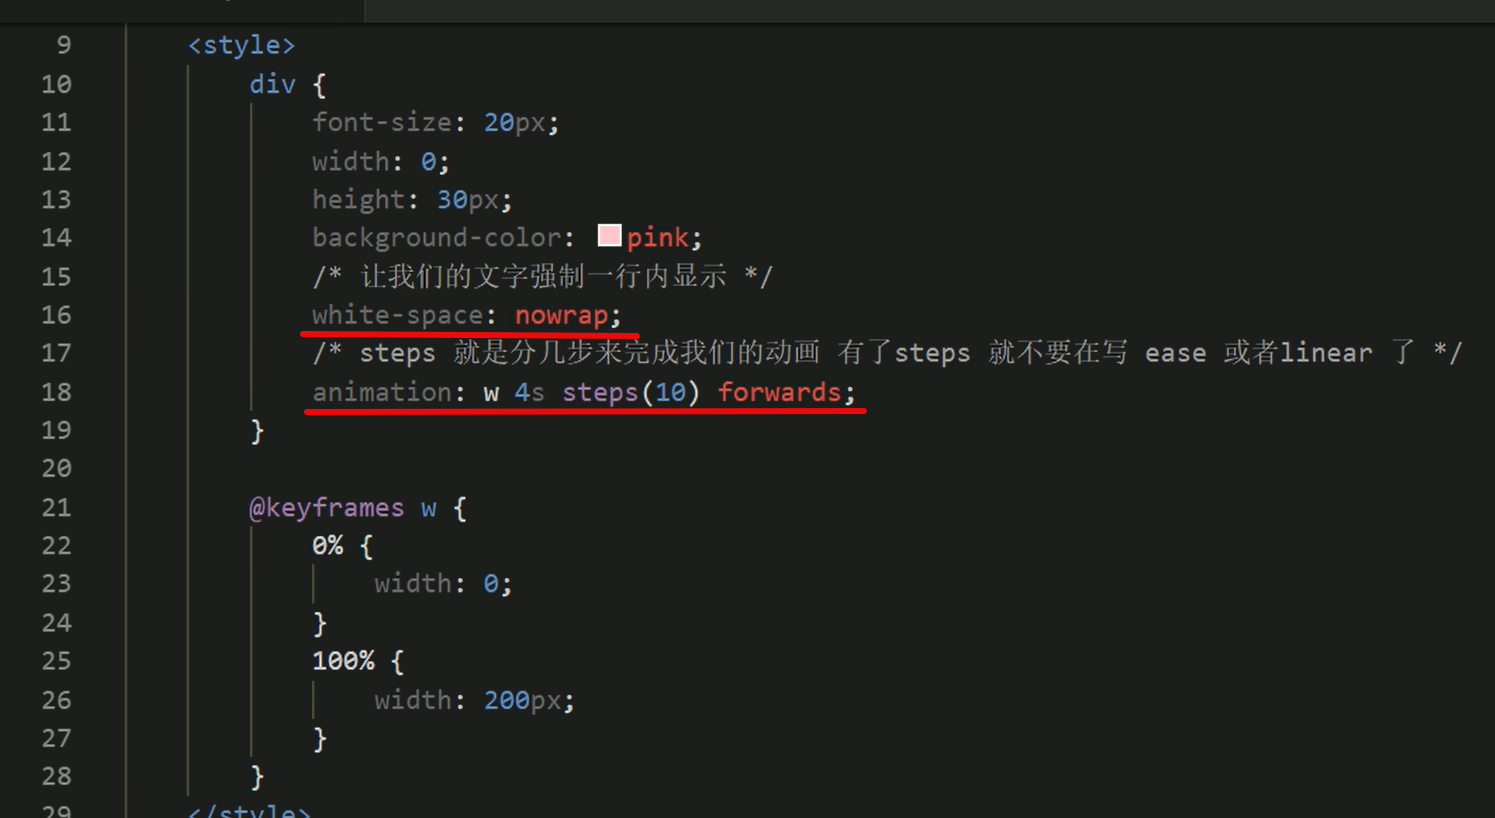 9 <style>
10 div {
11 font-size: 20px;
12 width: 0;
13 height: 30px;
14 background-color: pink;
15 /* 让我们的文字强制一行内显示 */
16 white-space: nowrap;
17 /* steps 就是分几步来完成我们的动画 有了steps 就不要在写 ease 或者linear 了 */
18 animation: w 4s steps(10) forwards;
19 }
20
21 @keyframes w {
22 0% {
23 width: 0;
24 }
25 100% {
26 width: 200px;
27 }
28 }
29 </style>